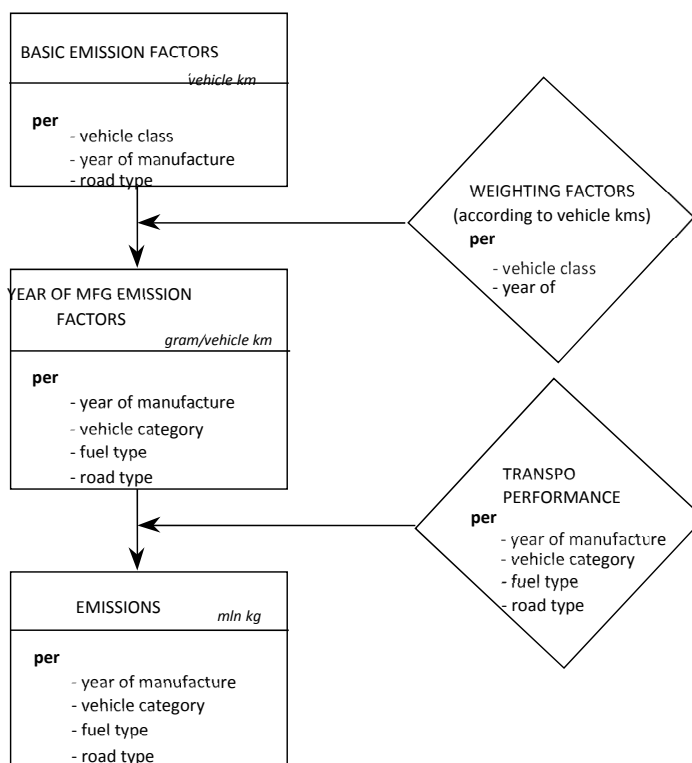 BASIC EMISSION FACTORS
vehicle km
per
- vehicle class
- year of manufacture
- road type
WEIGHTING FACTORS
(according to vehicle kms)
per
- vehicle class
- year of
YEAR OF MFG EMISSION
FACTORS
gram/vehicle km
per
- year of manufacture
- vehicle category
- fuel type
- road type
TRANSPO
PERFORMANCE
per
- year of manufacture
- vehicle category
- fuel type
- road type
EMISSIONS
mln kg
per
- year of manufacture
- vehicle category
- fuel type
- road type